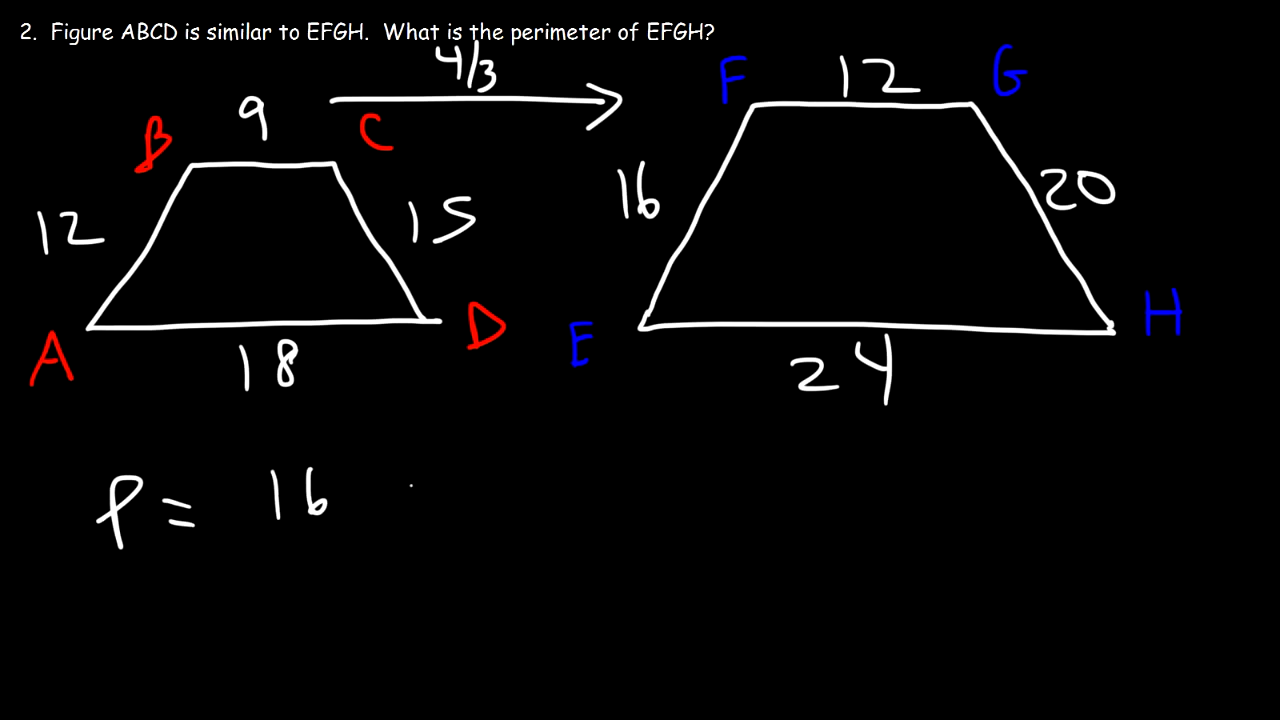 2. Figure ABCD is similar to EFGH. What is the perimeter of EFGH?
4/3
F 12 G
B 9 C
12 15
16 20
A 18 D
E 24 H
P = 16